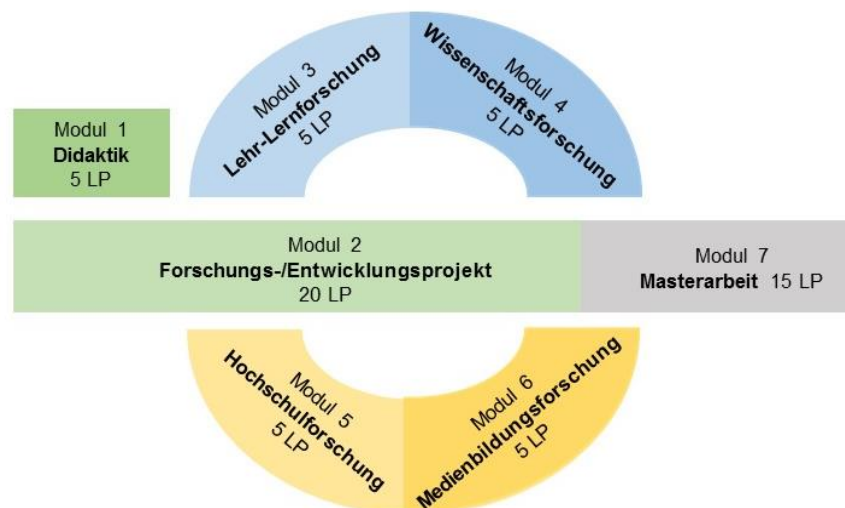 Modul 3
Lehr-Lernforschung
5 LP
Modul 4
Wissenschaftsforschung
5 LP
Modul 1
Didaktik
5 LP
Modul 2
Forschungs-/Entwicklungsprojekt
20 LP
Modul 7
Masterarbeit 15 LP
Modul 5
Hochschulforschung
5 LP
Modul 6
Medienbildungsforschung
5 LP